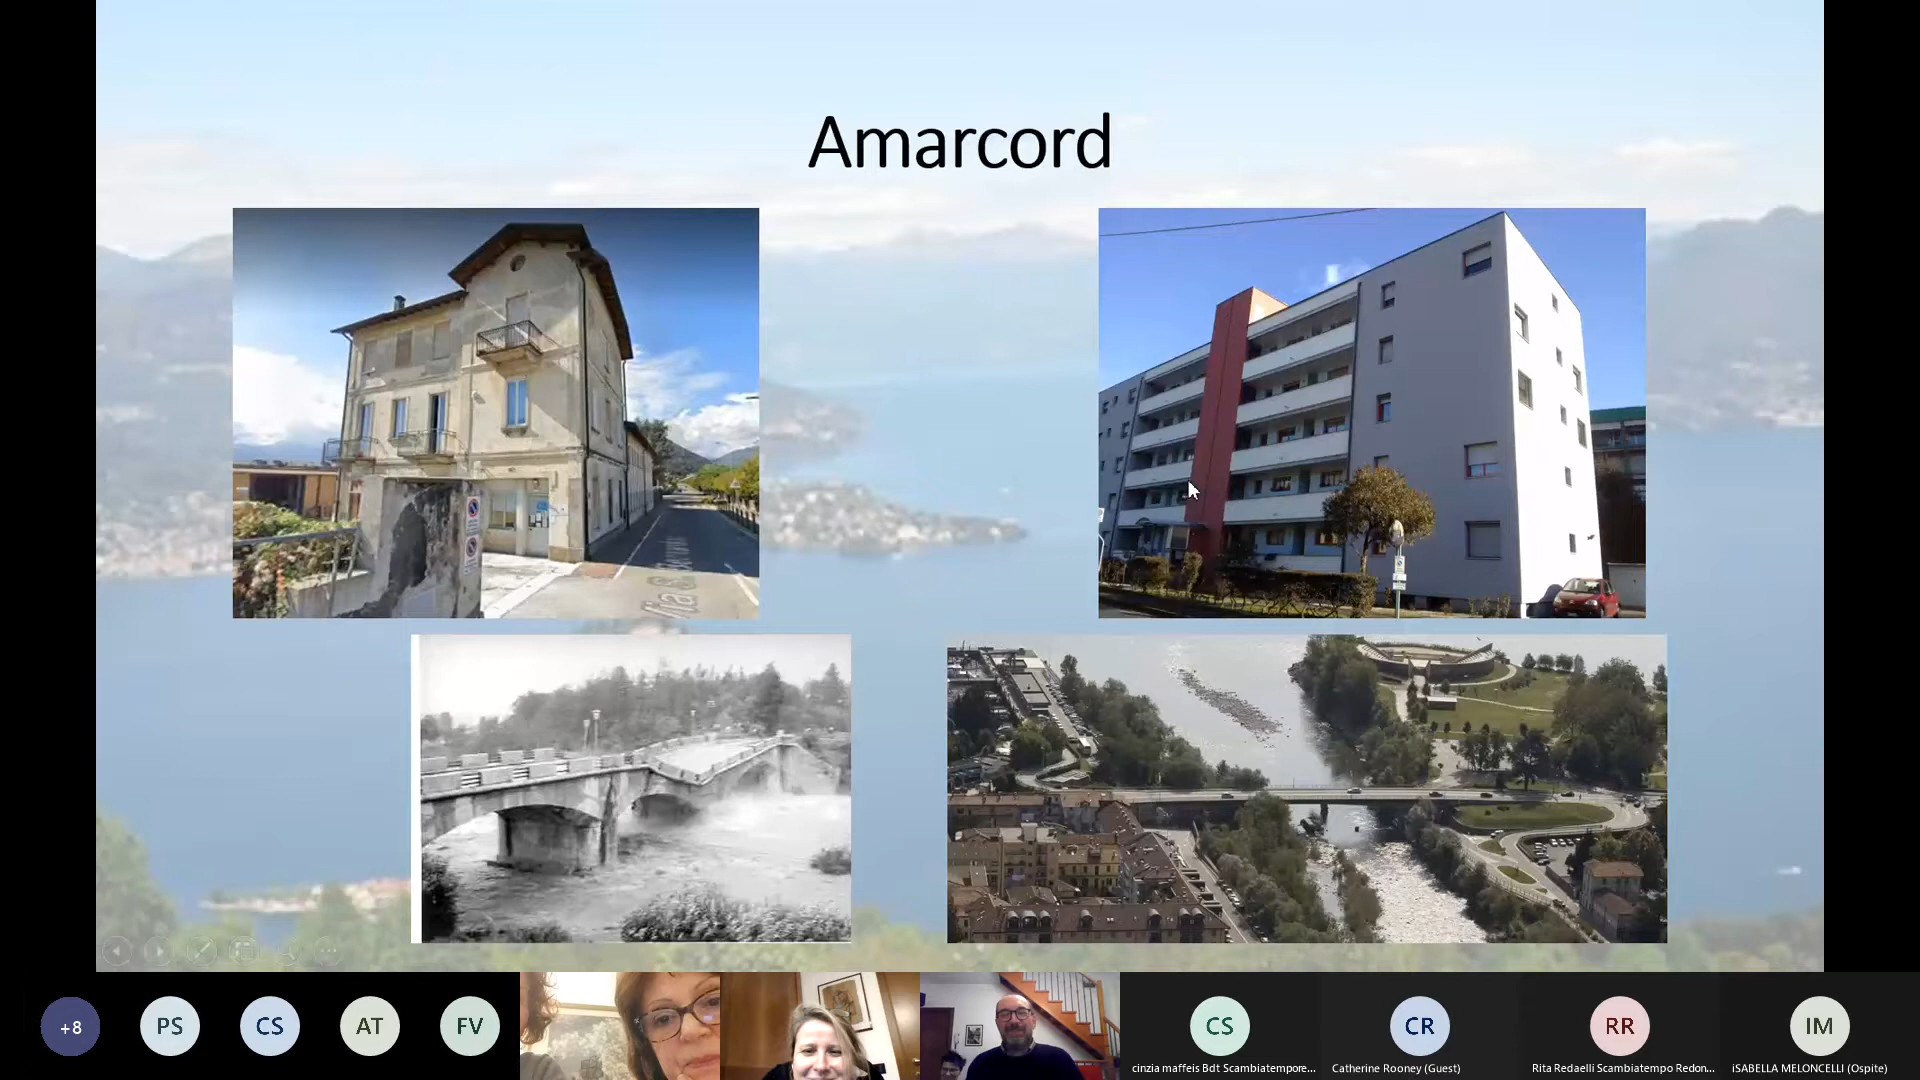 Amarcord
Via S.
+8
PS
CS
AT
FV
CS
CR
RR
IM
cinzia maffeis Bdt Scambiatempore...
Catherine Rooney (Guest)
Rita Redaelli Scambiatempo Redon...
iSABELLA MELONCELLI (Ospite)